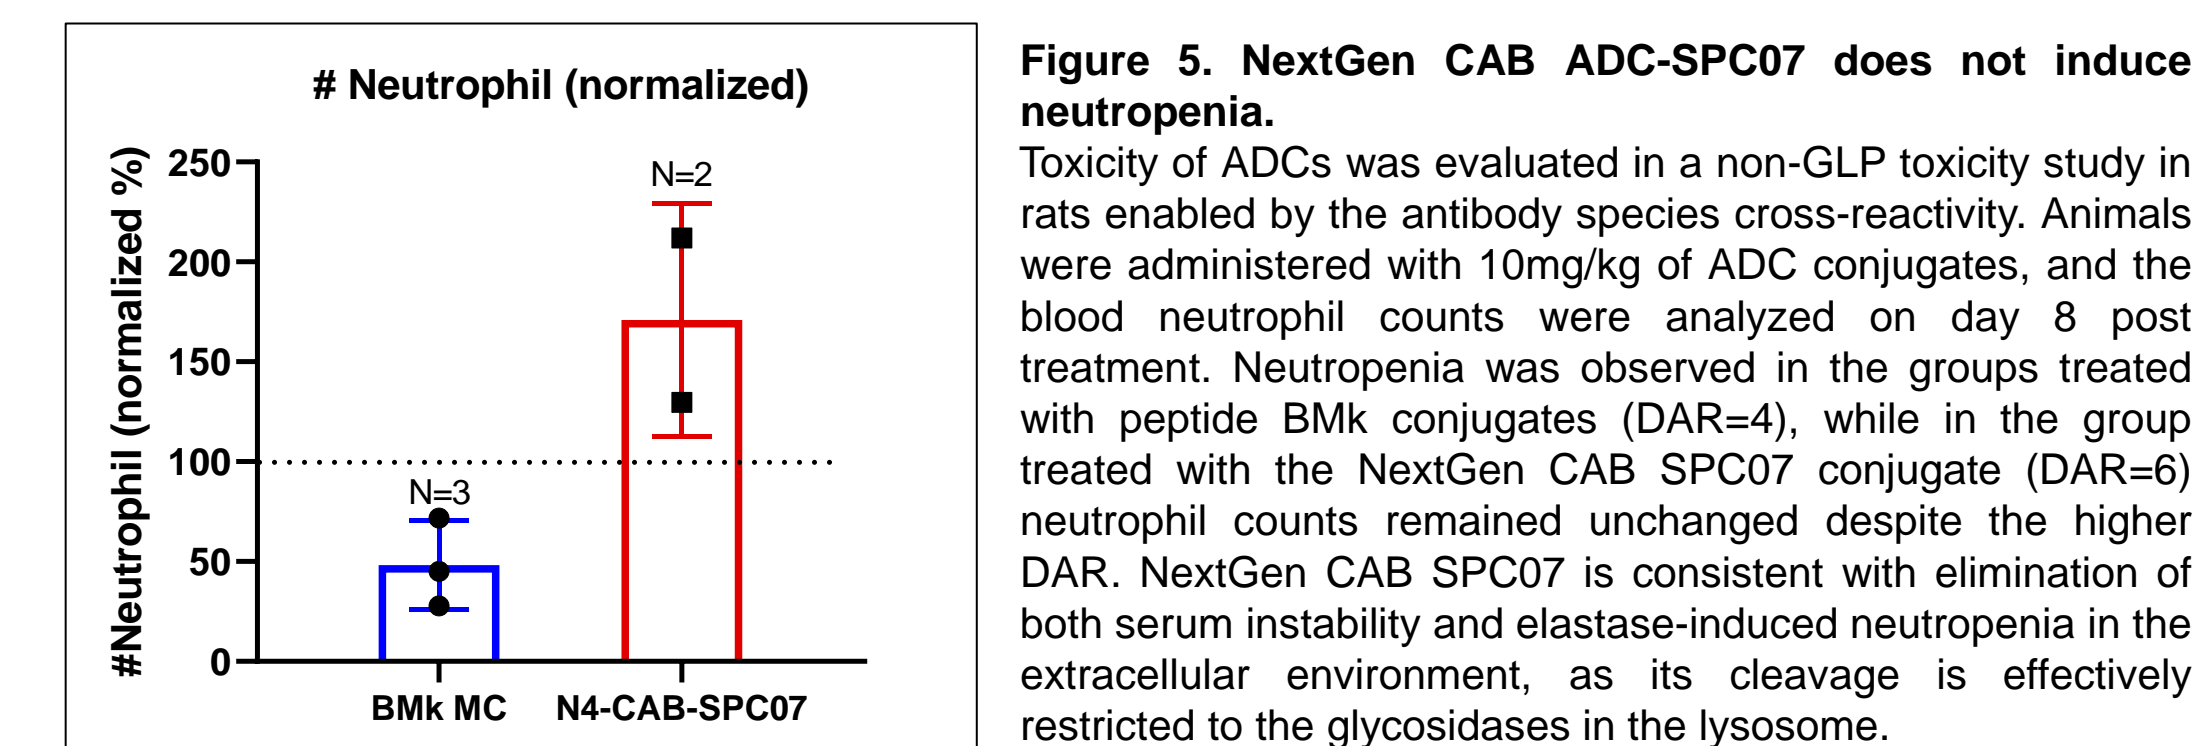 # Neutrophil (normalized)
#Neutrophil (normalized %)
250
200
150
100
50
0
N=2
N=3
BMk MC
N4-CAB-SPC07
Figure 5. NextGen CAB ADC-SPC07 does not induce
neutropenia.
Toxicity of ADCs was evaluated in a non-GLP toxicity study in
rats enabled by the antibody species cross-reactivity. Animals
were administered with 10mg/kg of ADC conjugates, and the
blood neutrophil counts were analyzed on day 8 post
treatment. Neutropenia was observed in the groups treated
with peptide BMk conjugates (DAR=4), while in the group
treated with the NextGen CAB SPC07 conjugate (DAR=6)
neutrophil counts remained unchanged despite the higher
DAR. NextGen CAB SPC07 is consistent with elimination of
both serum instability and elastase-induced neutropenia in the
extracellular environment, as its cleavage is effectively
restricted to the glycosidases in the lysosome.